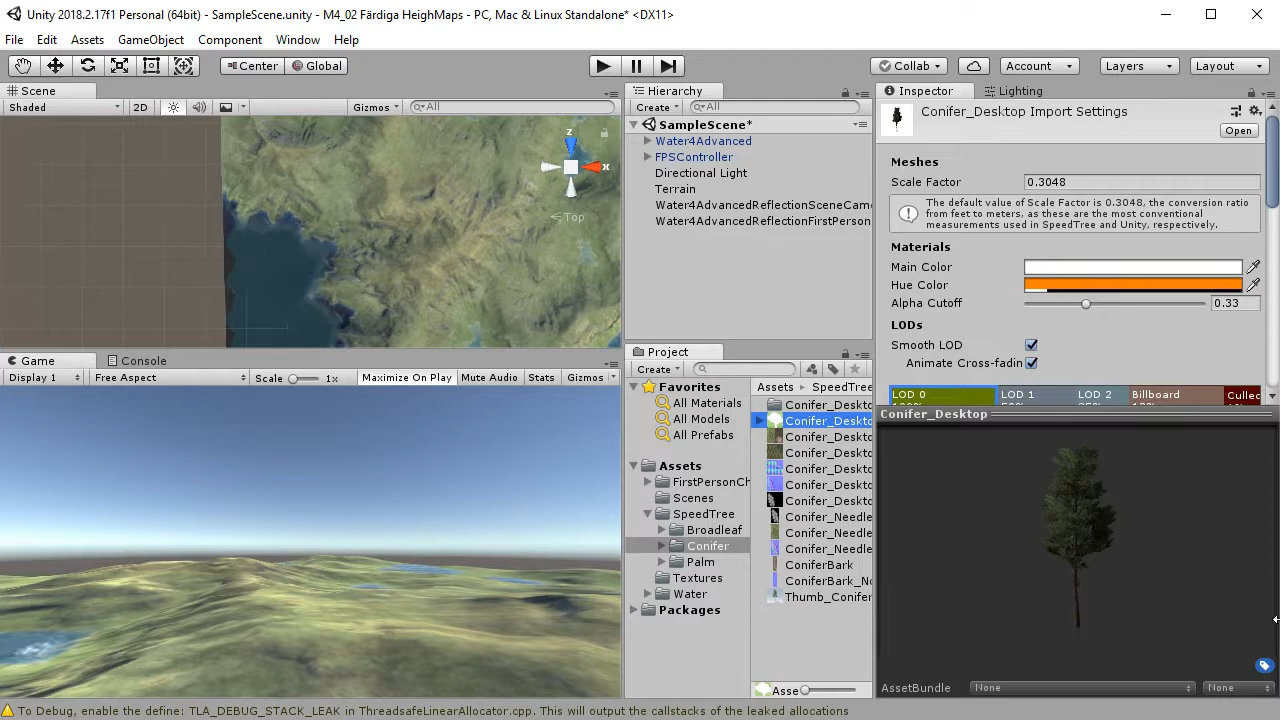 Unity 2018.2.17f1 Personal (64bit) - SampleScene.unity - M4_02 Färdiga HeighMaps - PC, Mac & Linux Standalone* <DX11>
File Edit Assets GameObject Component Window Help
Center Global Collab Account Layers Layout
Scene
Shaded 2D Gizmos All
z
x
Top
Game Console
Display 1 Free Aspect Scale 1x Maximize On Play Mute Audio Stats Gizmos
Hierarchy
Create All
SampleScene*
Water4Advanced
FPSController
Directional Light
Terrain
Water4AdvancedReflectionSceneCam
Water4AdvancedReflectionFirstPerson
Project
Create
Favorites
All Materials
All Models
All Prefabs
Assets
FirstPersonCh
Scenes
SpeedTree
Broadleaf
Conifer
Palm
Textures
Water
Packages
Assets SpeedTree
Conifer_Deskto
Conifer_Deskto
Conifer_Deskto
Conifer_Deskto
Conifer_Deskto
Conifer_Deskto
Conifer_Deskto
Conifer_Needle
Conifer_Needle
Conifer_Needle
ConiferBark
ConiferBark_No
Thumb_Conifer
Asse
Inspector Lighting
Conifer_Desktop Import Settings
Open
Meshes
Scale Factor 0.3048
The default value of Scale Factor is 0.3048, the conversion ratio
from feet to meters, as these are the most conventional
measurements used in SpeedTree and Unity, respectively.
Materials
Main Color
Hue Color
Alpha Cutoff 0.33
LODs
Smooth LOD
Animate Cross-fadin
LOD 0 LOD 1 LOD 2 Billboard Culled
Conifer_Desktop
AssetBundle None None
To Debug, enable the define: TLA_DEBUG_STACK_LEAK in ThreadsafeLinearAllocator.cpp. This will output the callstacks of the leaked allocations